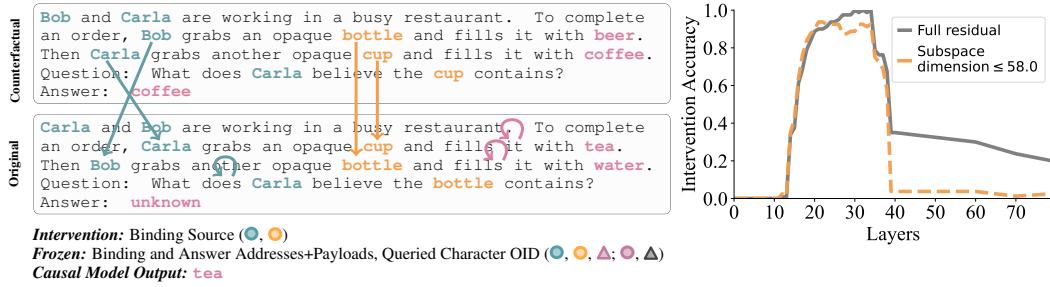 Counterfactual
Bob and Carla are working in a busy restaurant. To complete
an order, Bob grabs an opaque bottle and fills it with beer.
Then Carla grabs another opaque cup and fills it with coffee.
Question: What does Carla believe the cup contains?
Answer: coffee
Original
Carla and Bob are working in a busy restaurant. To complete
an order, Carla grabs an opaque cup and fills it with tea.
Then Bob grabs another opaque bottle and fills it with water.
Question: What does Carla believe the bottle contains?
Answer: unknown
Intervention: Binding Source (●, ●)
Frozen: Binding and Answer Addresses+Payloads, Queried Character OID (●, ●, ▲; ●, ▲)
Causal Model Output: tea
Intervention Accuracy
1.0
0.8
0.6
0.4
0.2
0.0
0 10 20 30 40 50 60 70
Layers
Full residual
Subspace
dimension ≤ 58.0